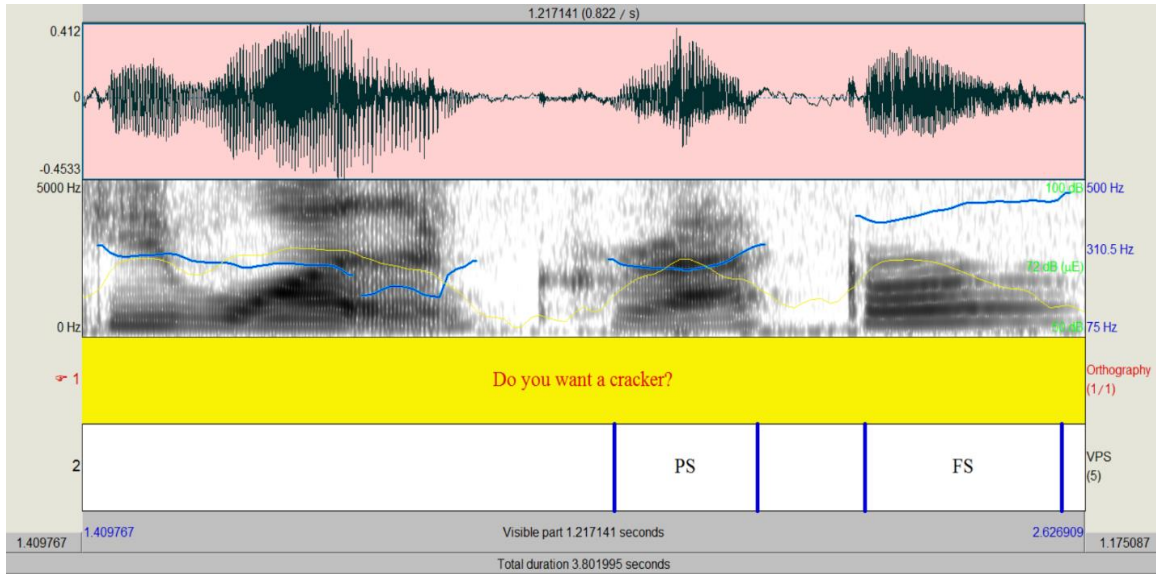 1.217141 (0.822 / s)
0.412
0
-0.4533
5000 Hz
100 dB 500 Hz
310.5 Hz
72 dB (µE)
0 Hz
75 Hz
☞ 1
Do you want a cracker?
Orthography
(1/1)
2
PS
FS
VPS
(5)
1.409767
Visible part 1.217141 seconds
2.626909
1.409767
1.175087
Total duration 3.801995 seconds